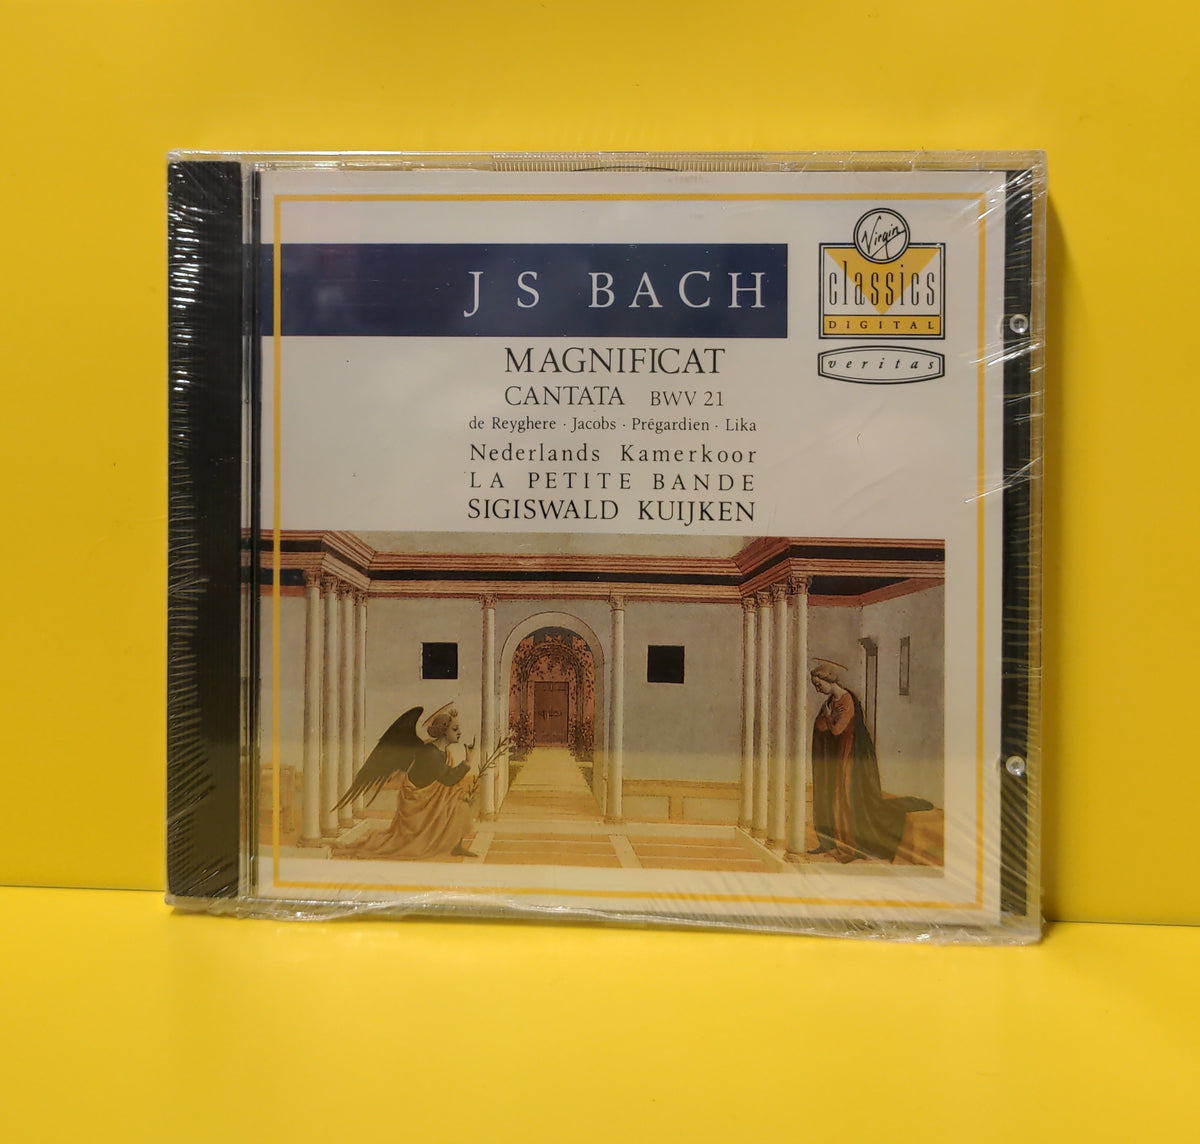 J S BACH
Virgin
classics
DIGITAL
veritas
MAGNIFICAT
CANTATA BWV 21
de Reyghere · Jacobs · Prégardien · Lika
Nederlands Kamerkoor
LA PETITE BANDE
SIGISWALD KUIJKEN